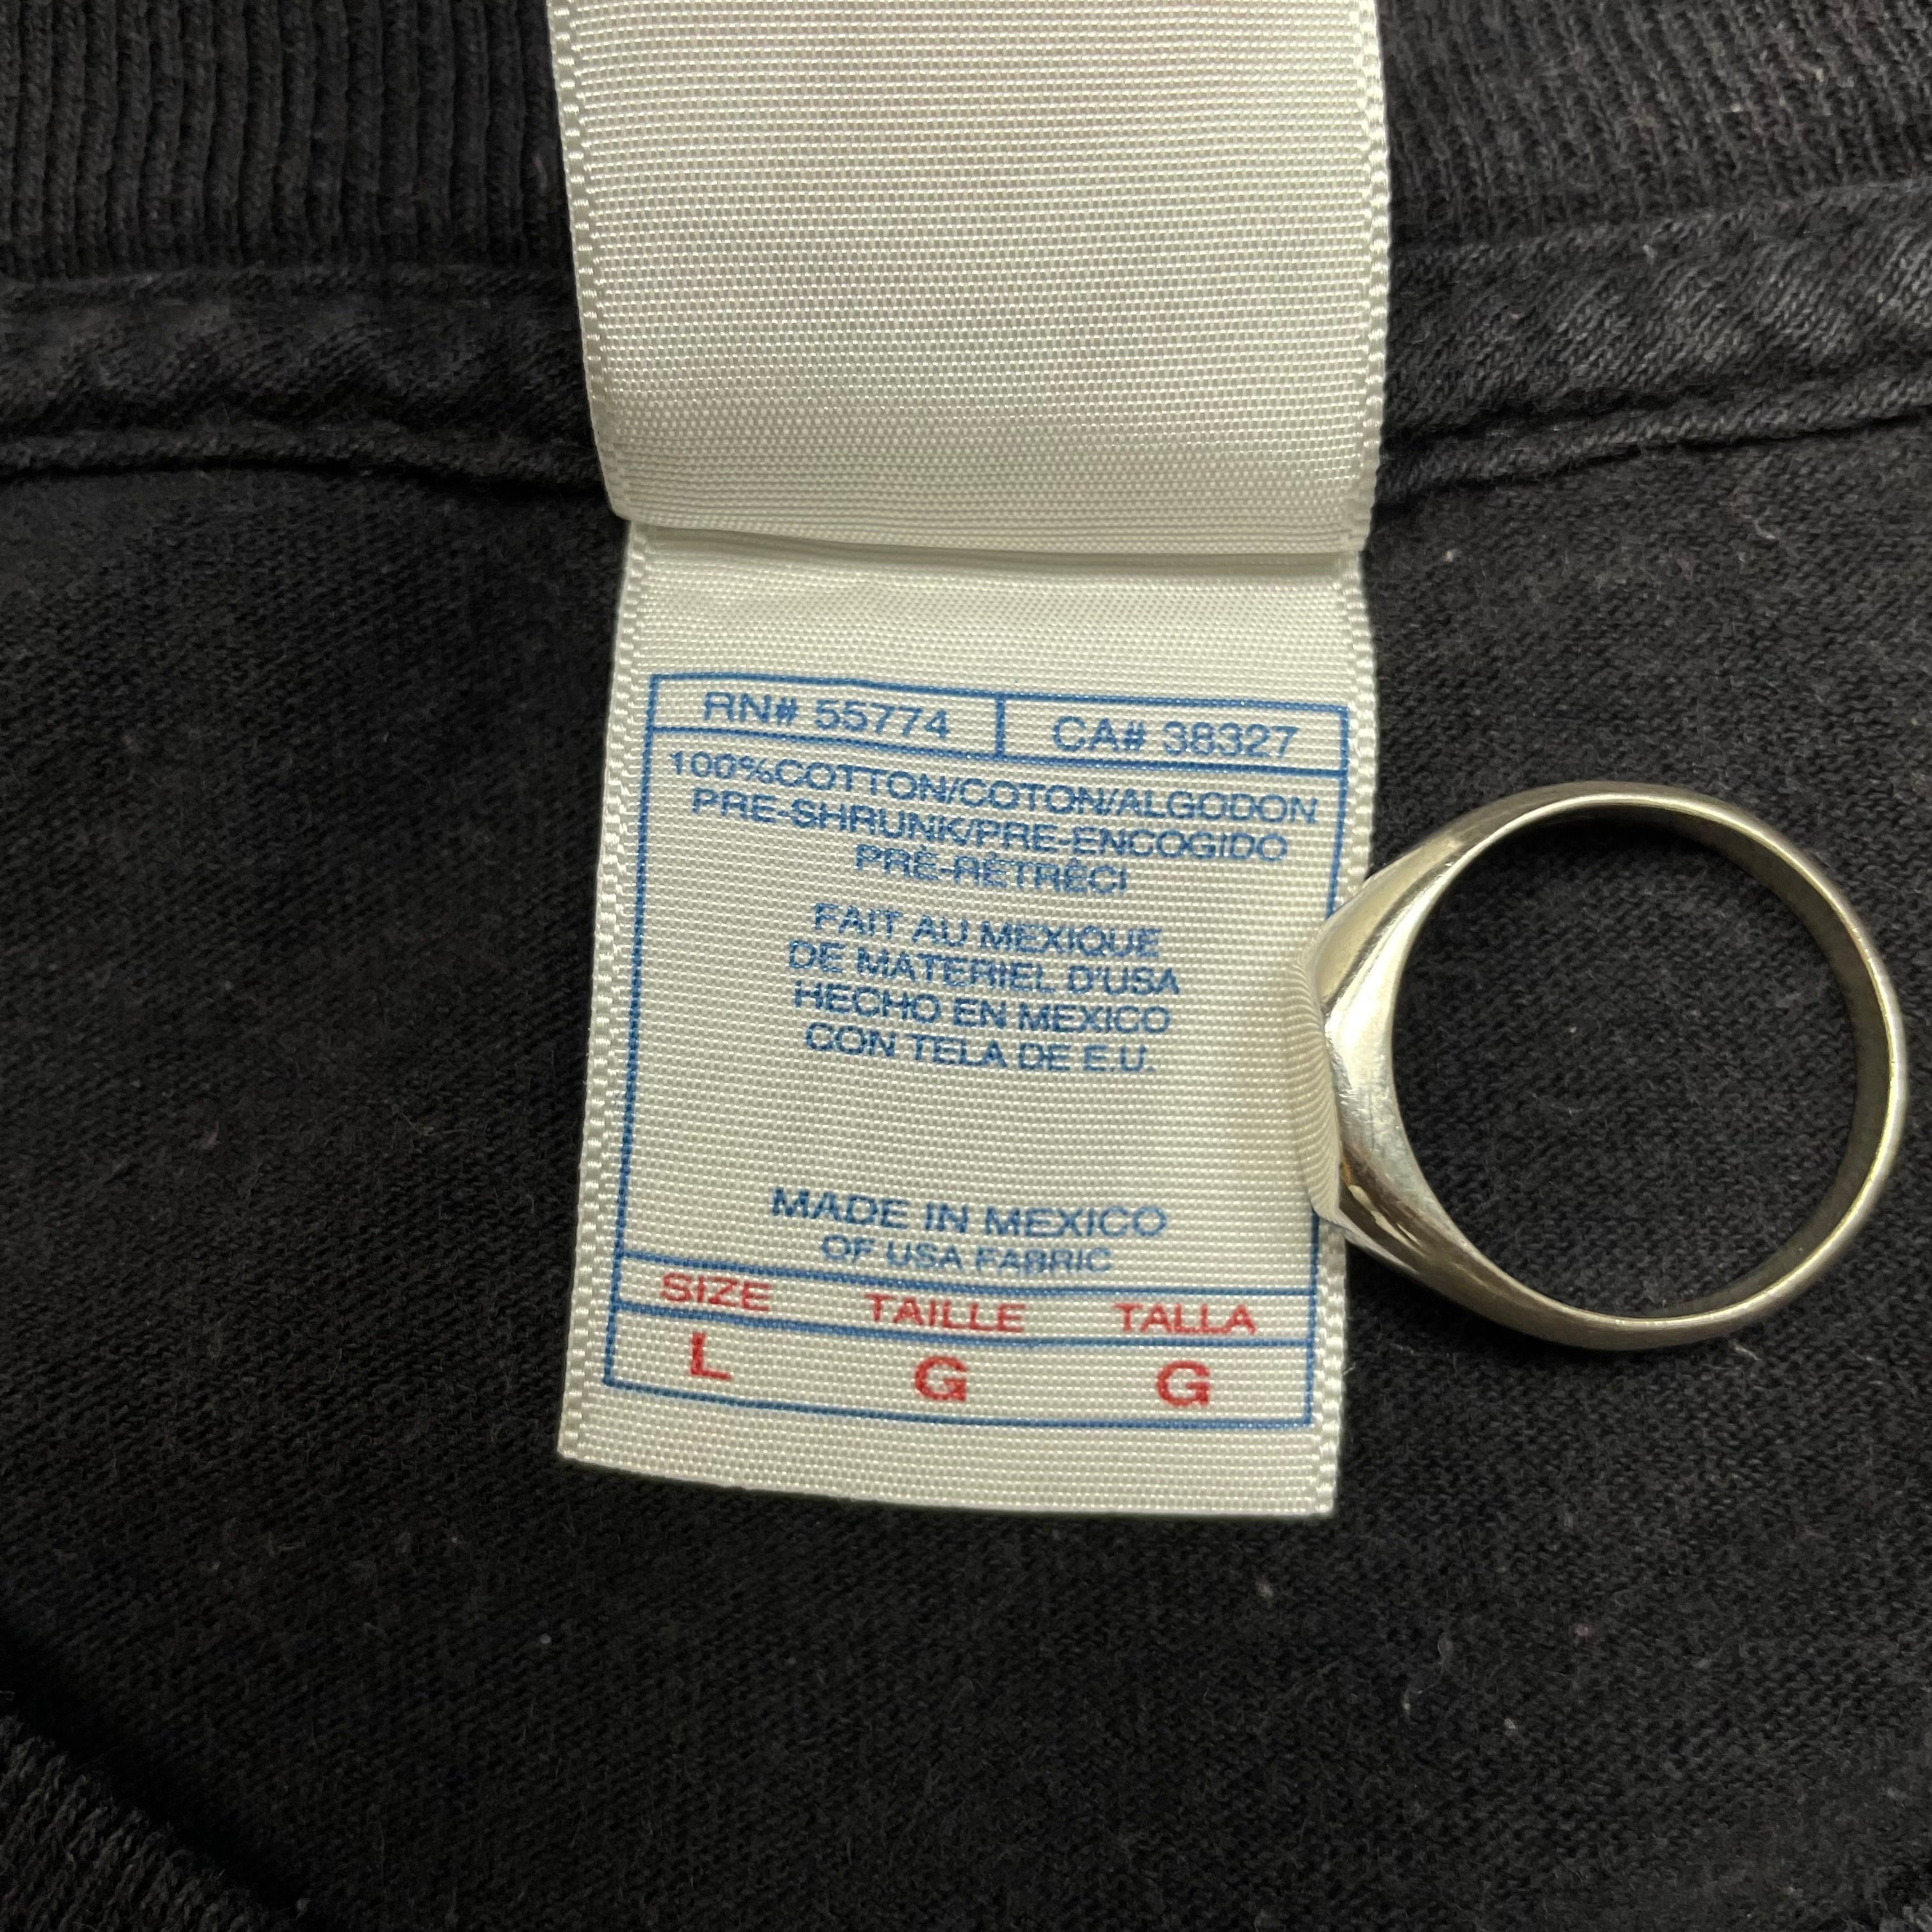 RN# 55774 CA# 38327
100%COTTON/COTON/ALGODON
PRE-SHRUNK/PRE-ENCOGIDO
PRÉ-RÉTRÉCI
FAIT AU MEXIQUE
DE MATERIEL D'USA
HECHO EN MEXICO
CON TELA DE E.U.
MADE IN MEXICO
OF USA FABRIC
SIZE TAILLE TALLA
L G G